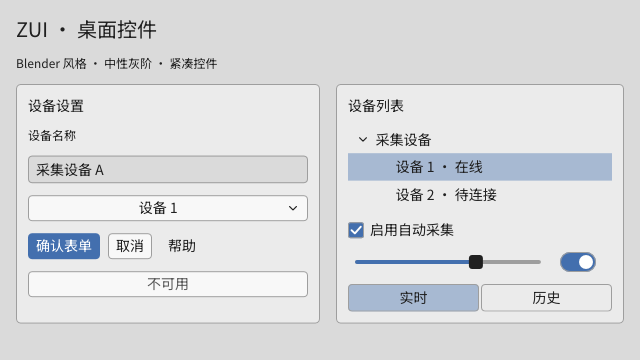 ZUI • 桌面控件
Blender 风格 • 中性灰阶 • 紧凑控件
设备设置
设备名称
采集设备 A
设备 1
确认表单
取消
帮助
不可用
设备列表
采集设备
设备 1 • 在线
设备 2 • 待连接
启用自动采集
实时
历史